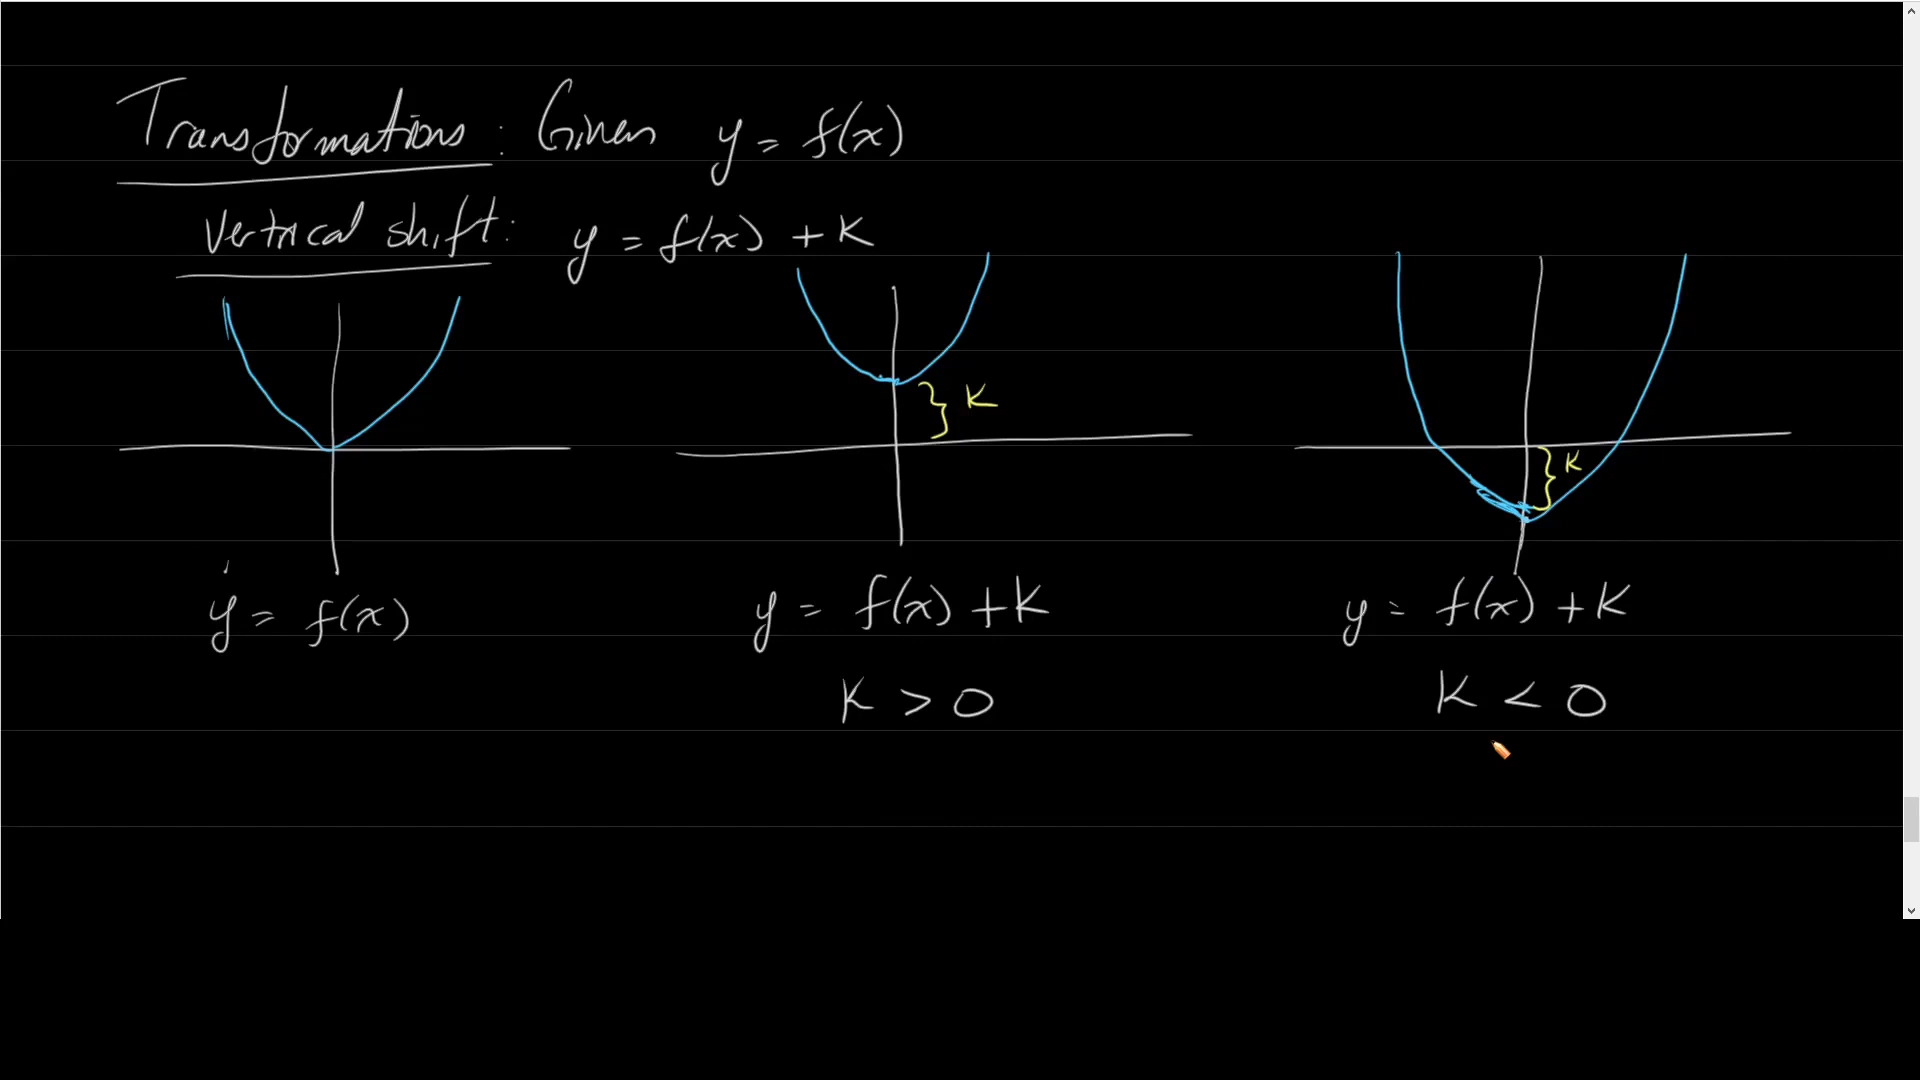 Transformations: Given y = f(x)
Vertical shift: y = f(x) + K
K
K
y = f(x)
y = f(x) + K
y = f(x) + K
K > 0
K < 0